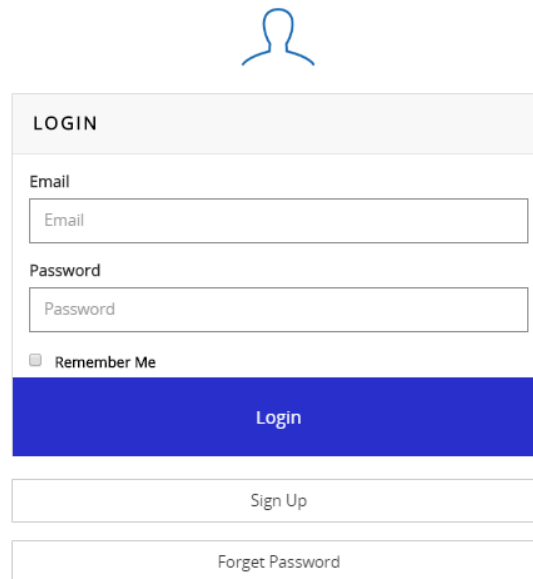 LOGIN
Email
Email
Password
Password
Remember Me
Login
Sign Up
Forget Password